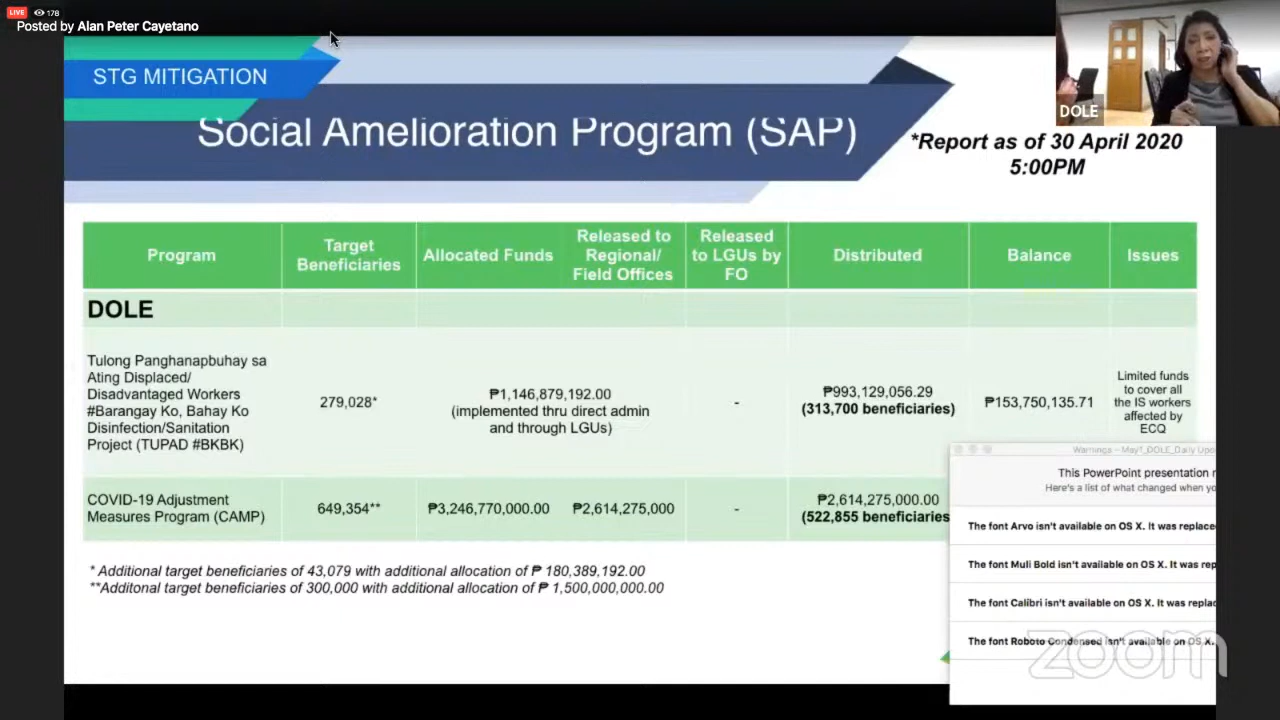 LIVE 178
Posted by Alan Peter Cayetano
STG MITIGATION
Social Amelioration Program (SAP)
DOLE
*Report as of 30 April 2020
5:00PM
Program
Target
Beneficiaries
Allocated Funds
Released to
Regional/
Field Offices
Released
to LGUs by
FO
Distributed
Balance
Issues
DOLE
Tulong Panghanapbuhay sa
Ating Displaced/
Disadvantaged Workers
#Barangay Ko, Bahay Ko
Disinfection/Sanitation
Project (TUPAD #BKBK)
279,028*
₱1,146,879,192.00
(implemented thru direct admin
and through LGUs)
-
₱993,129,056.29
(313,700 beneficiaries)
₱153,750,135.71
Limited funds
to cover all
the IS workers
affected by
ECQ
COVID-19 Adjustment
Measures Program (CAMP)
649,354**
₱3,246,770,000.00
₱2,614,275,000
-
₱2,614,275,000.00
(522,855 beneficiaries
* Additional target beneficiaries of 43,079 with additional allocation of ₱ 180,389,192.00
**Additonal target beneficiaries of 300,000 with additional allocation of ₱ 1,500,000,000.00
Warnings - May1_DOLE_Daily Upo
This PowerPoint presentation
Here's a list of what changed when yo
The font Arvo isn't available on OS X. It was replace
The font Muli Bold isn't available on OS X. It was rep
The font Calibri isn't available on OS X. It was replac
The font Roboto Condensed isn't available on OS X.
zoom